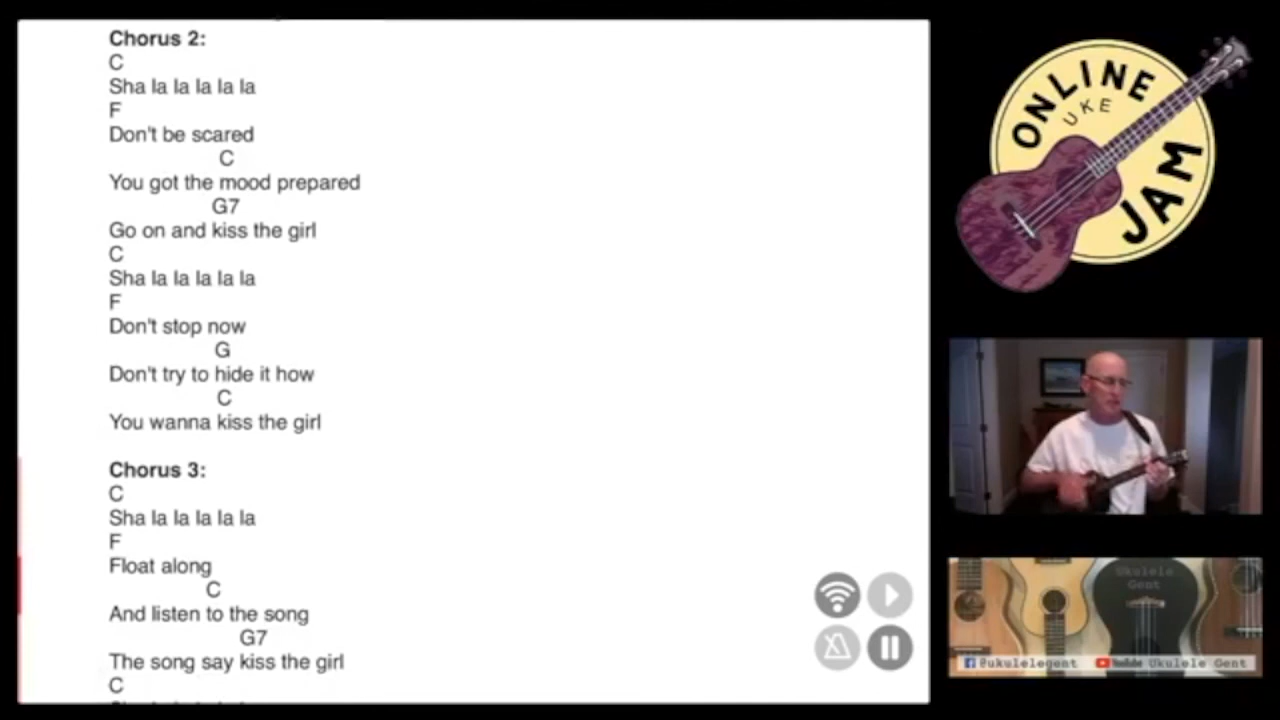 Chorus 2:
C
Sha la la la la la
F
Don't be scared
C
You got the mood prepared
G7
Go on and kiss the girl
C
Sha la la la la la
F
Don't stop now
G
Don't try to hide it how
C
You wanna kiss the girl
Chorus 3:
C
Sha la la la la la
F
Float along
C
And listen to the song
G7
The song say kiss the girl
C
ONLINE
UKE
JAM
Ukulele
Gent
@ukulelegent YouTube Ukulele Gent